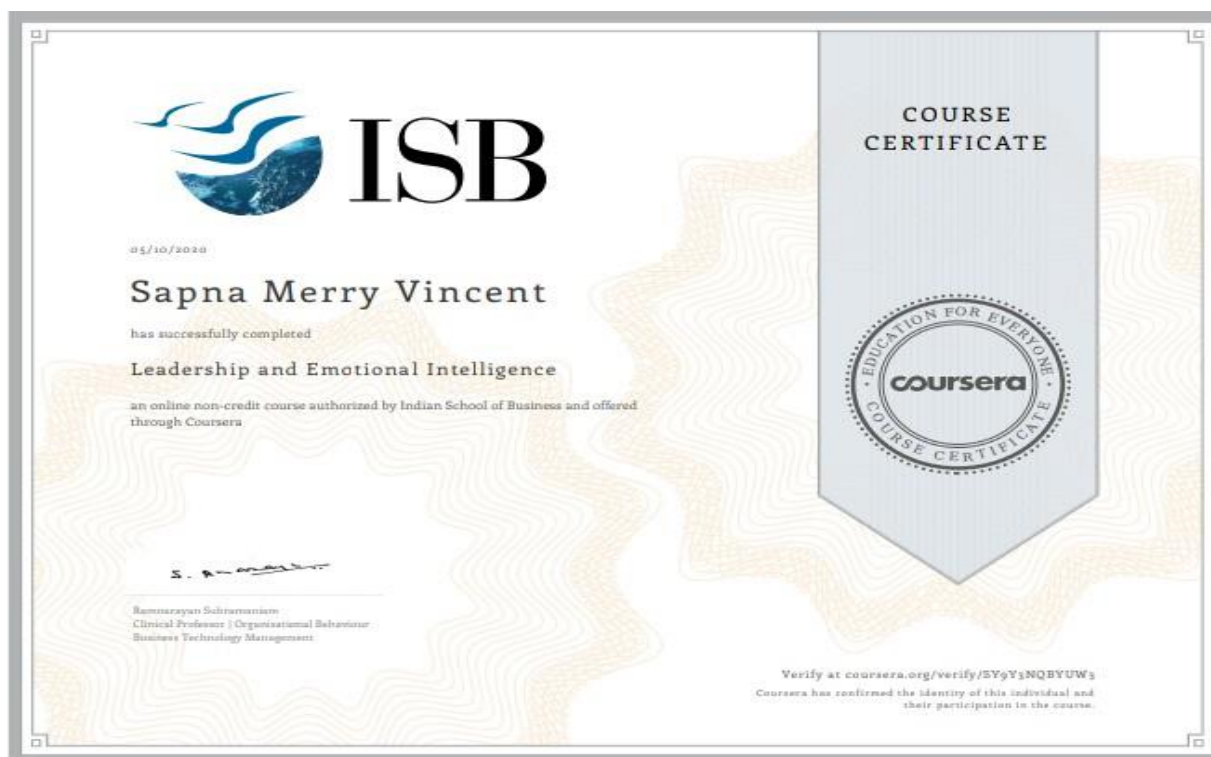 ISB
05/10/2020
Sapna Merry Vincent
has successfully completed
Leadership and Emotional Intelligence
an online non-credit course authorized by Indian School of Business and offered
through Coursera
Ramnarayan Subramaniam
Clinical Professor | Organisational Behaviour
Business Technology Management
COURSE
CERTIFICATE
EDUCATION FOR EVERYONE
coursera
COURSE CERTIFICATE
Verify at coursera.org/verify/SY9Y3NQBYUW3
Coursera has confirmed the identity of this individual and
their participation in the course.